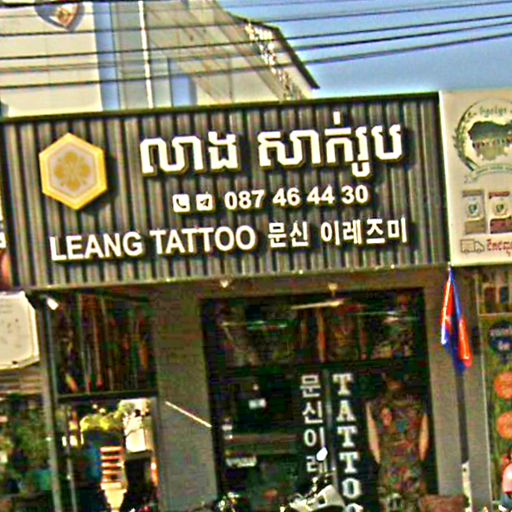 លាង សាក់រូប
087 46 44 30
LEANG TATTOO 문신 이레즈미
문신이레
TATTOO